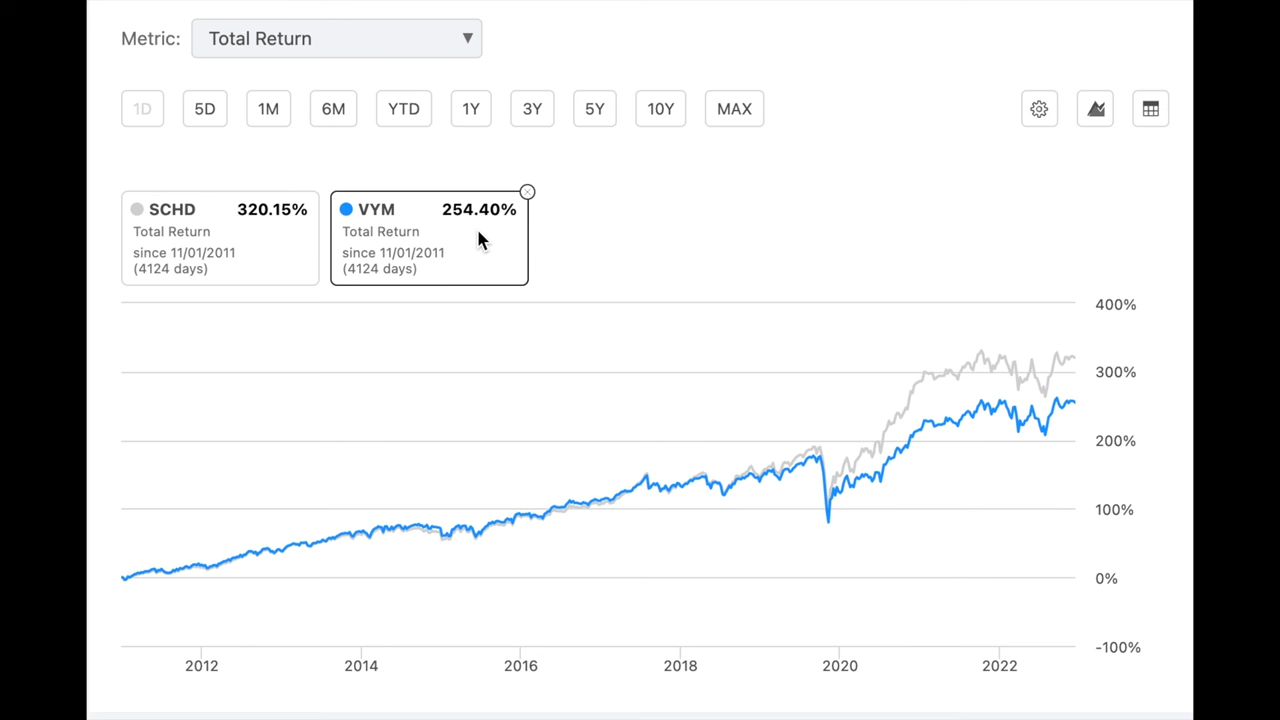 Metric: Total Return
1D 5D 1M 6M YTD 1Y 3Y 5Y 10Y MAX
SCHD 320.15%
Total Return
since 11/01/2011
(4124 days)
VYM 254.40%
Total Return
since 11/01/2011
(4124 days)
400%
300%
200%
100%
0%
-100%
2012 2014 2016 2018 2020 2022